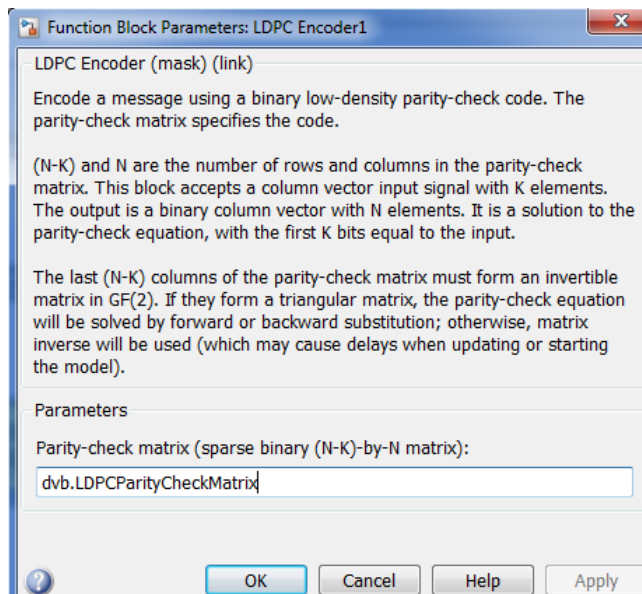 Function Block Parameters: LDPC Encoder1
LDPC Encoder (mask) (link)
Encode a message using a binary low-density parity-check code. The
parity-check matrix specifies the code.
(N-K) and N are the number of rows and columns in the parity-check
matrix. This block accepts a column vector input signal with K elements.
The output is a binary column vector with N elements. It is a solution to the
parity-check equation, with the first K bits equal to the input.
The last (N-K) columns of the parity-check matrix must form an invertible
matrix in GF(2). If they form a triangular matrix, the parity-check equation
will be solved by forward or backward substitution; otherwise, matrix
inverse will be used (which may cause delays when updating or starting
the model).
Parameters
Parity-check matrix (sparse binary (N-K)-by-N matrix):
dvb.LDPCParityCheckMatrix
OK Cancel Help Apply